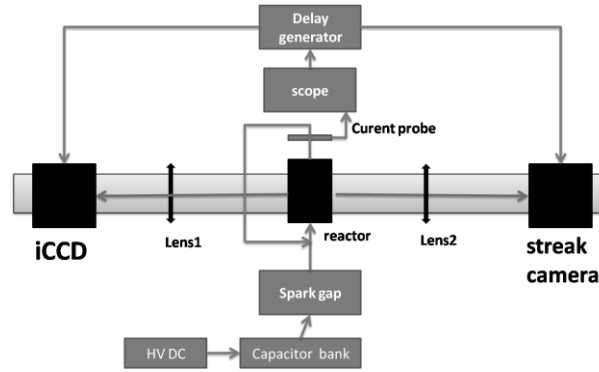 Delay
generator
scope
Curent probe
iCCD
Lens1
reactor
Lens2
streak
camera
Spark gap
HV DC
Capacitor bank